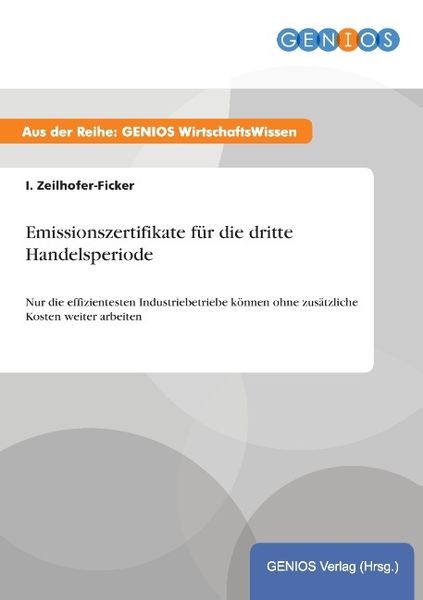 GENIOS
Aus der Reihe: GENIOS WirtschaftsWissen
I. Zeilhofer-Ficker
Emissionszertifikate für die dritte
Handelsperiode
Nur die effizientesten Industriebetriebe können ohne zusätzliche
Kosten weiter arbeiten
GENIOS Verlag (Hrsg.)